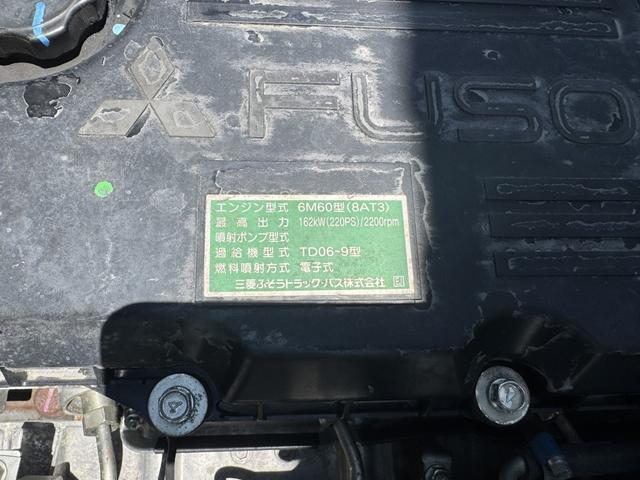 FUSO
エンジン型式 6M60型(8AT3)
最高出力 162kW(220PS)/2200rpm
噴射ポンプ型式
過給機型式 TD06-9型
燃料噴射方式 電子式
三菱ふそうトラック・バス株式会社